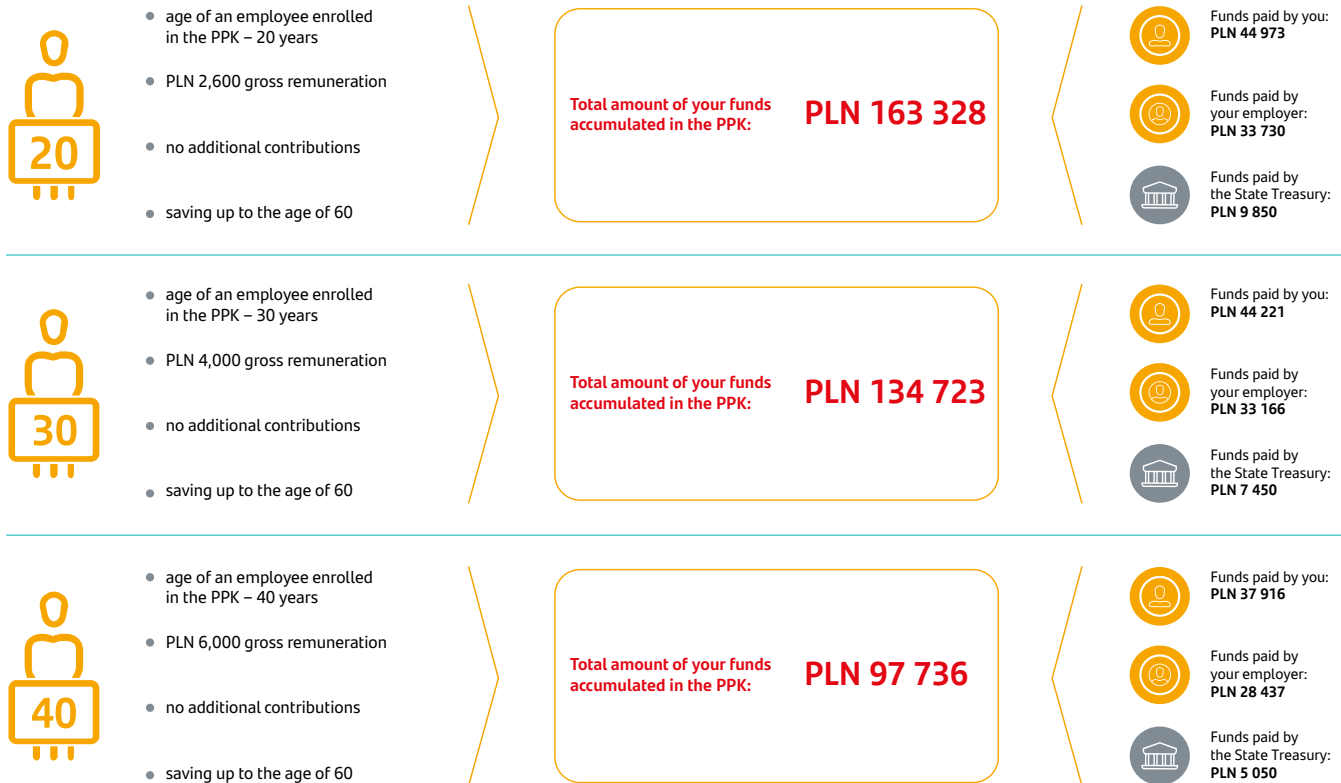 20
age of an employee enrolled
in the PPK – 20 years
PLN 2,600 gross remuneration
no additional contributions
saving up to the age of 60
Total amount of your funds
accumulated in the PPK:
PLN 163 328
Funds paid by you:
PLN 44 973
Funds paid by
your employer:
PLN 33 730
Funds paid by
the State Treasury:
PLN 9 850
30
age of an employee enrolled
in the PPK – 30 years
PLN 4,000 gross remuneration
no additional contributions
saving up to the age of 60
Total amount of your funds
accumulated in the PPK:
PLN 134 723
Funds paid by you:
PLN 44 221
Funds paid by
your employer:
PLN 33 166
Funds paid by
the State Treasury:
PLN 7 450
40
age of an employee enrolled
in the PPK – 40 years
PLN 6,000 gross remuneration
no additional contributions
saving up to the age of 60
Total amount of your funds
accumulated in the PPK:
PLN 97 736
Funds paid by you:
PLN 37 916
Funds paid by
your employer:
PLN 28 437
Funds paid by
the State Treasury:
PLN 5 050